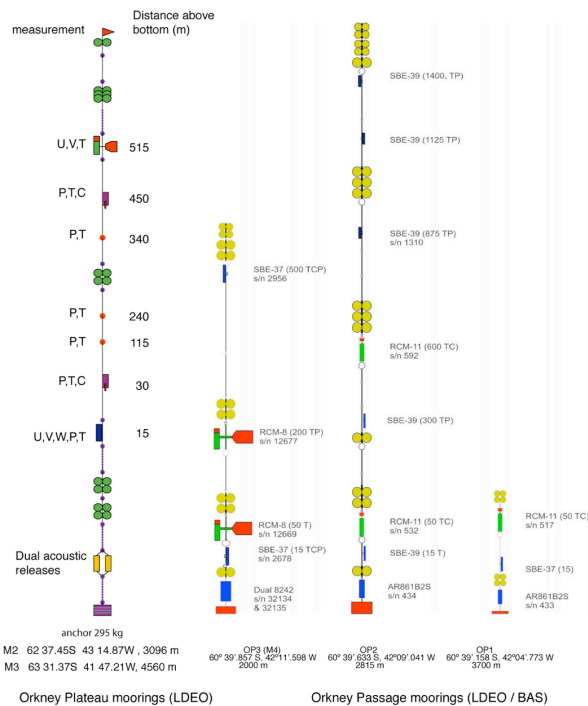 measurement
Distance above
bottom (m)
U,V,T 515
P,T,C 450
P,T 340
P,T 240
P,T 115
P,T,C 30
U,V,W,P,T 15
Dual acoustic
releases
anchor 295 kg
M2 62 37.45S 43 14.87W , 3096 m
M3 63 31.37S 41 47.21W, 4560 m
Orkney Plateau moorings (LDEO)
SBE-37 (500 TCP)
s/n 2956
RCM-8 (200 TP)
s/n 12677
RCM-8 (50 T)
s/n 12669
SBE-37 (15 TCP)
s/n 2678
Dual 8242
s/n 32134
& 32135
OP3 (M4)
60° 39'.857 S, 42º11'.598 W
2000 m
SBE-39 (1400, TP)
SBE-39 (1125 TP)
SBE-39 (875 TP)
s/n 1310
RCM-11 (600 TC)
s/n 592
SBE-39 (300 TP)
RCM-11 (50 TC)
s/n 532
SBE-39 (15 T)
AR861B2S
s/n 434
OP2
60° 39'.633 S, 42º09'.041 W
2815 m
RCM-11 (50 TC)
s/n 517
SBE-37 (15)
AR861B2S
s/n 433
OP1
60° 39'.158 S, 42º04'.773 W
3700 m
Orkney Passage moorings (LDEO / BAS)